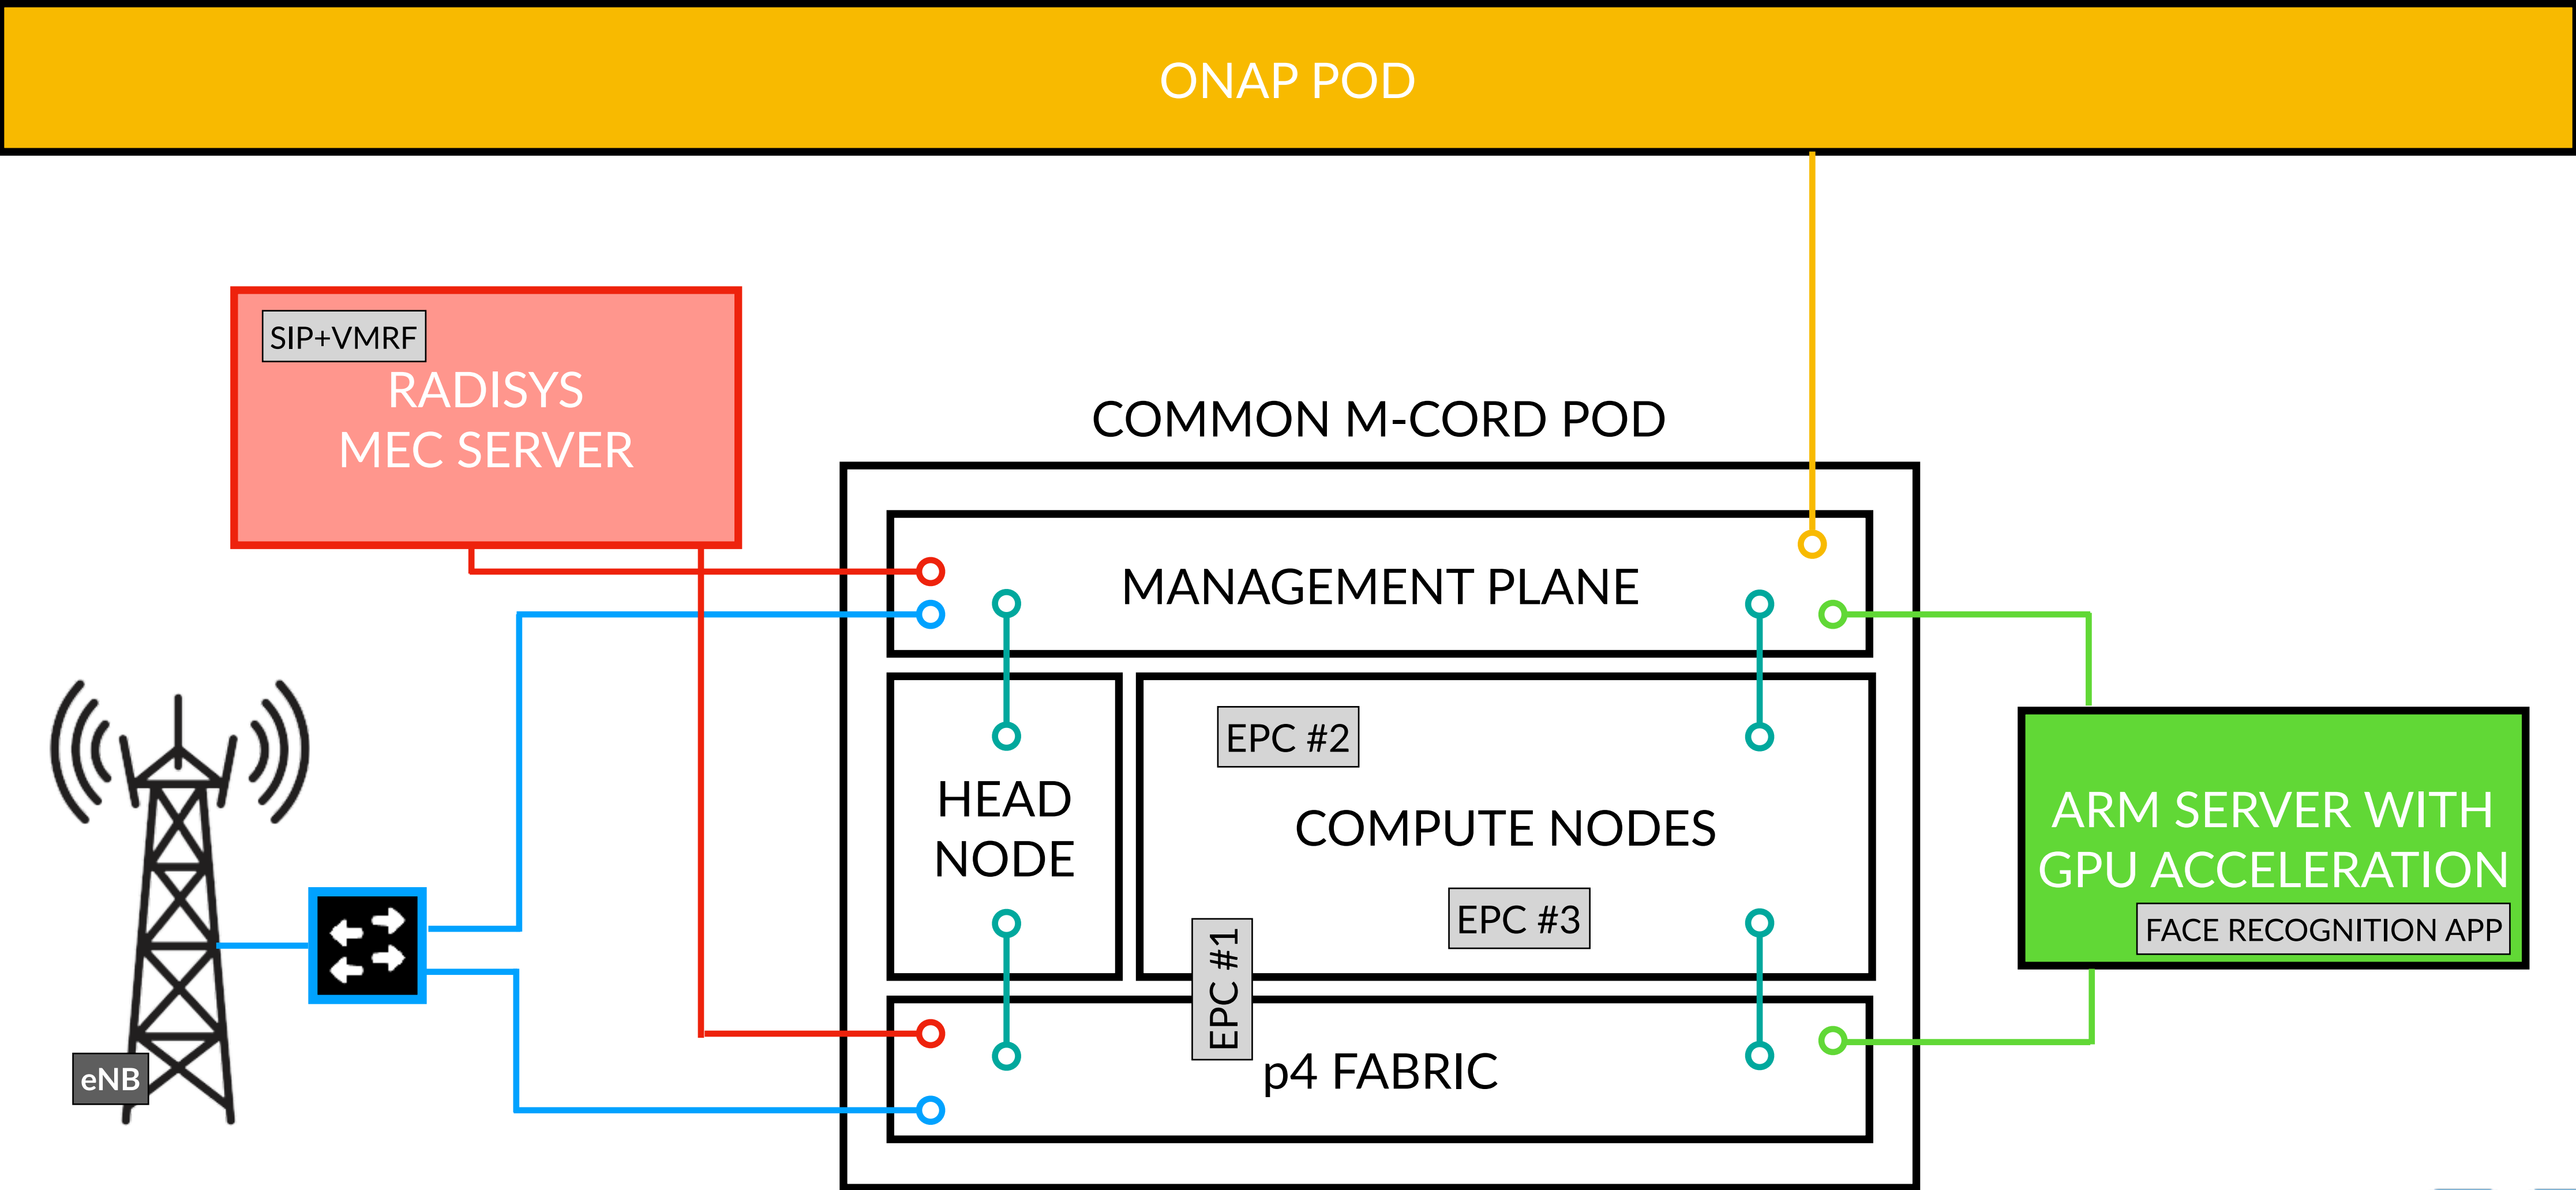 ONAP POD
SIP+VMRF
RADISYS
MEC SERVER
COMMON M-CORD POD
MANAGEMENT PLANE
HEAD
NODE
EPC #2
COMPUTE NODES
EPC #3
EPC #1
p4 FABRIC
ARM SERVER WITH
GPU ACCELERATION
FACE RECOGNITION APP
eNB